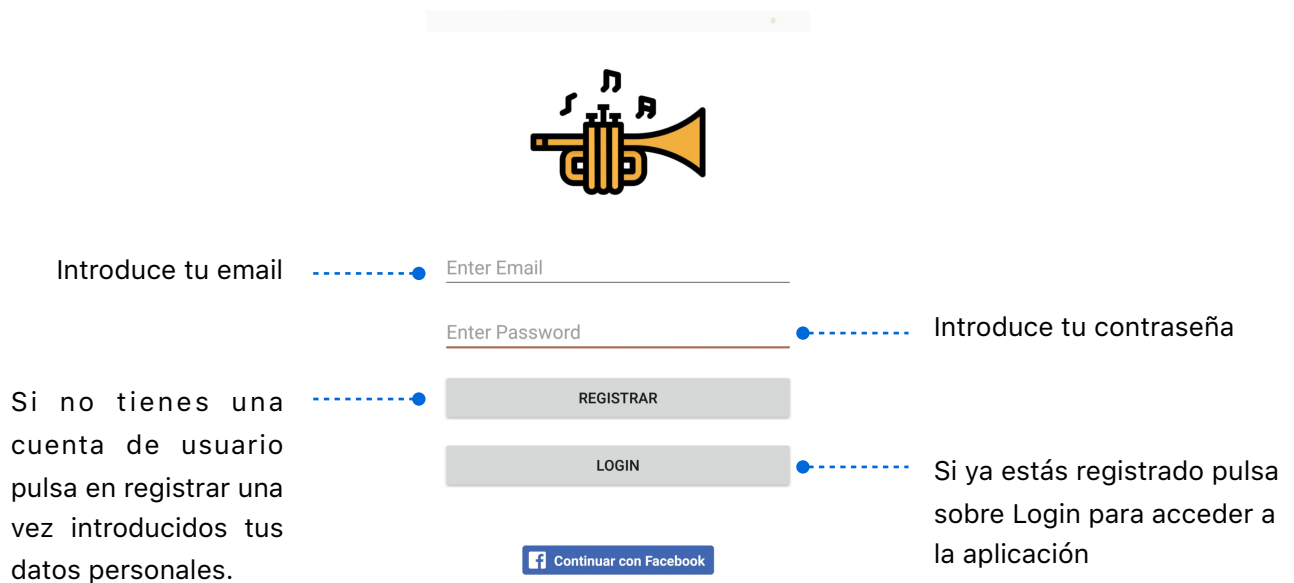 Introduce tu email
Enter Email
Enter Password
Introduce tu contraseña
Si no tienes una
cuenta de usuario
pulsa en registrar una
vez introducidos tus
datos personales.
REGISTRAR
LOGIN
Si ya estás registrado pulsa
sobre Login para acceder a
la aplicación
Continuar con Facebook